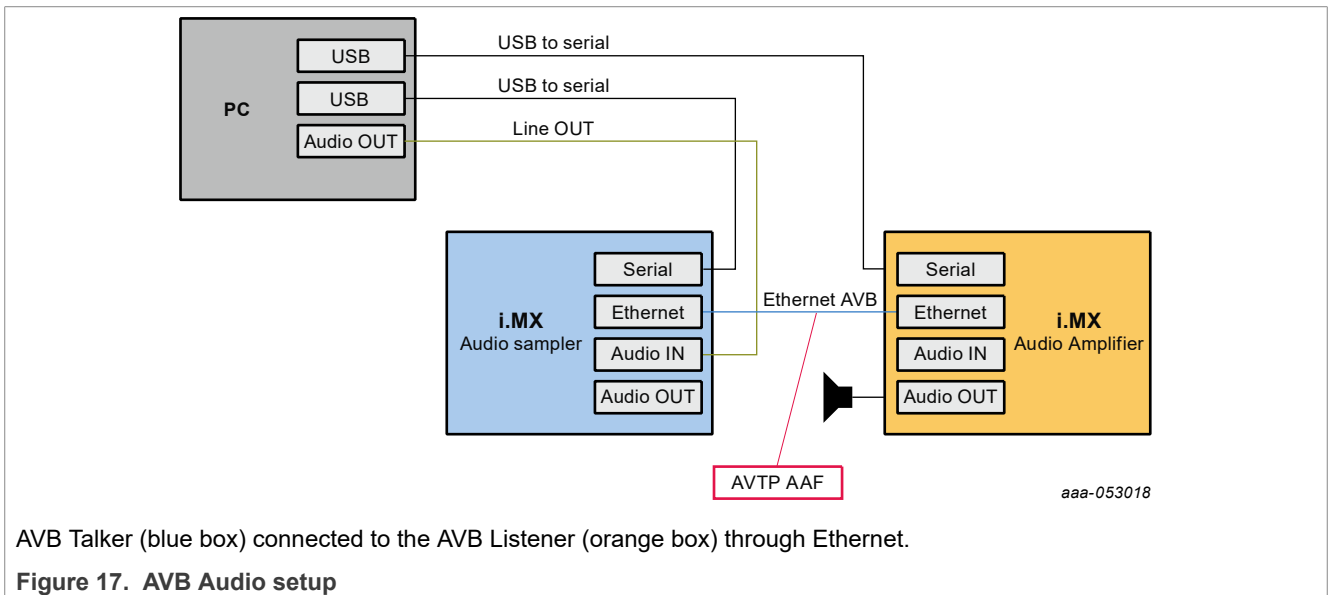 USB to serial
USB
USB to serial
PC
USB
Line OUT
Audio OUT
Serial
Serial
Ethernet AVB
Ethernet
Ethernet
i.MX
Audio sampler
i.MX
Audio Amplifier
Audio IN
Audio IN
Audio OUT
Audio OUT
AVTP AAF
aaa-053018
AVB Talker (blue box) connected to the AVB Listener (orange box) through Ethernet.
Figure 17. AVB Audio setup